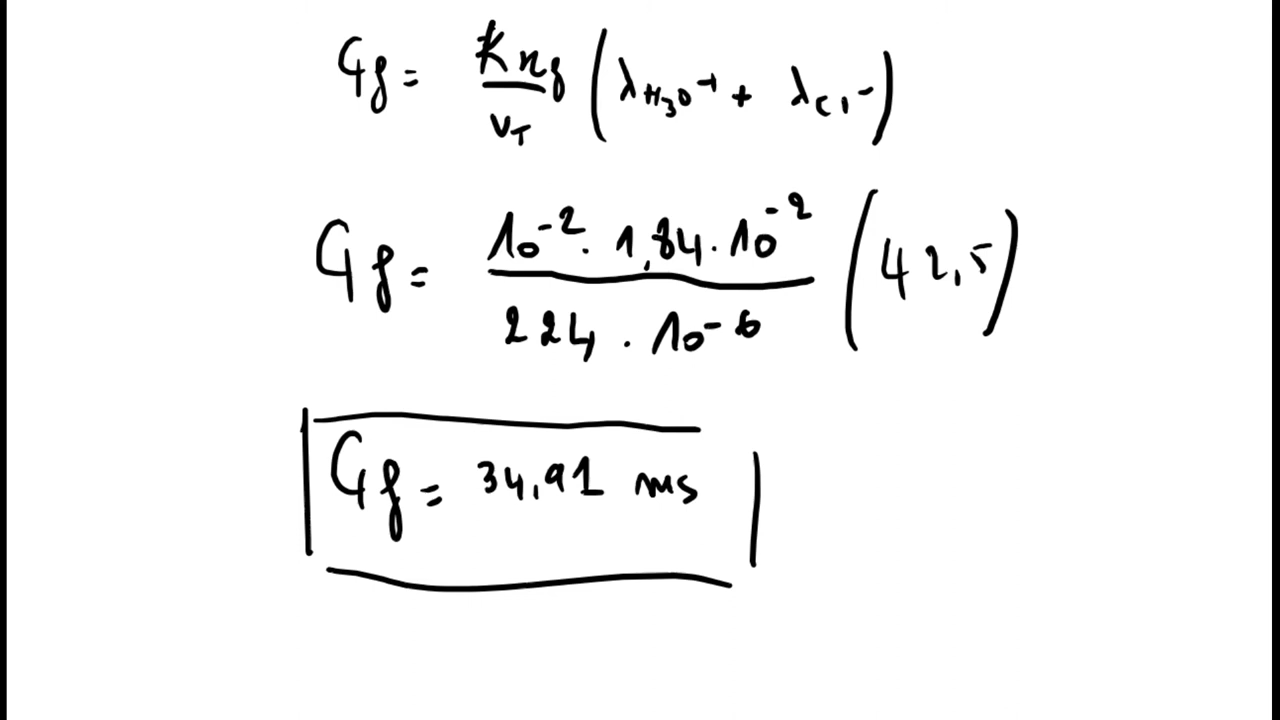 Gf = K nf / VT (λH3O+ + λCl-)
Gf = 10^-2 . 1,84 . 10^-2 / 224 . 10^-6 (42,5)
Gf = 34,91 ms